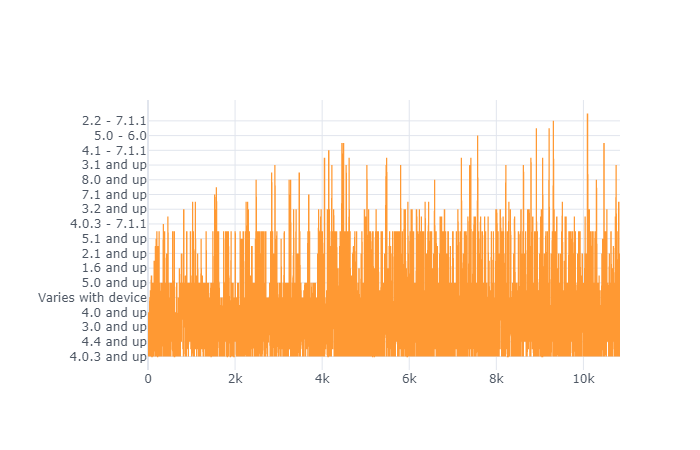 2.2 - 7.1.1
5.0 - 6.0
4.1 - 7.1.1
3.1 and up
8.0 and up
7.1 and up
3.2 and up
4.0.3 - 7.1.1
5.1 and up
2.1 and up
1.6 and up
5.0 and up
Varies with device
4.0 and up
3.0 and up
4.4 and up
4.0.3 and up
0 2k 4k 6k 8k 10k